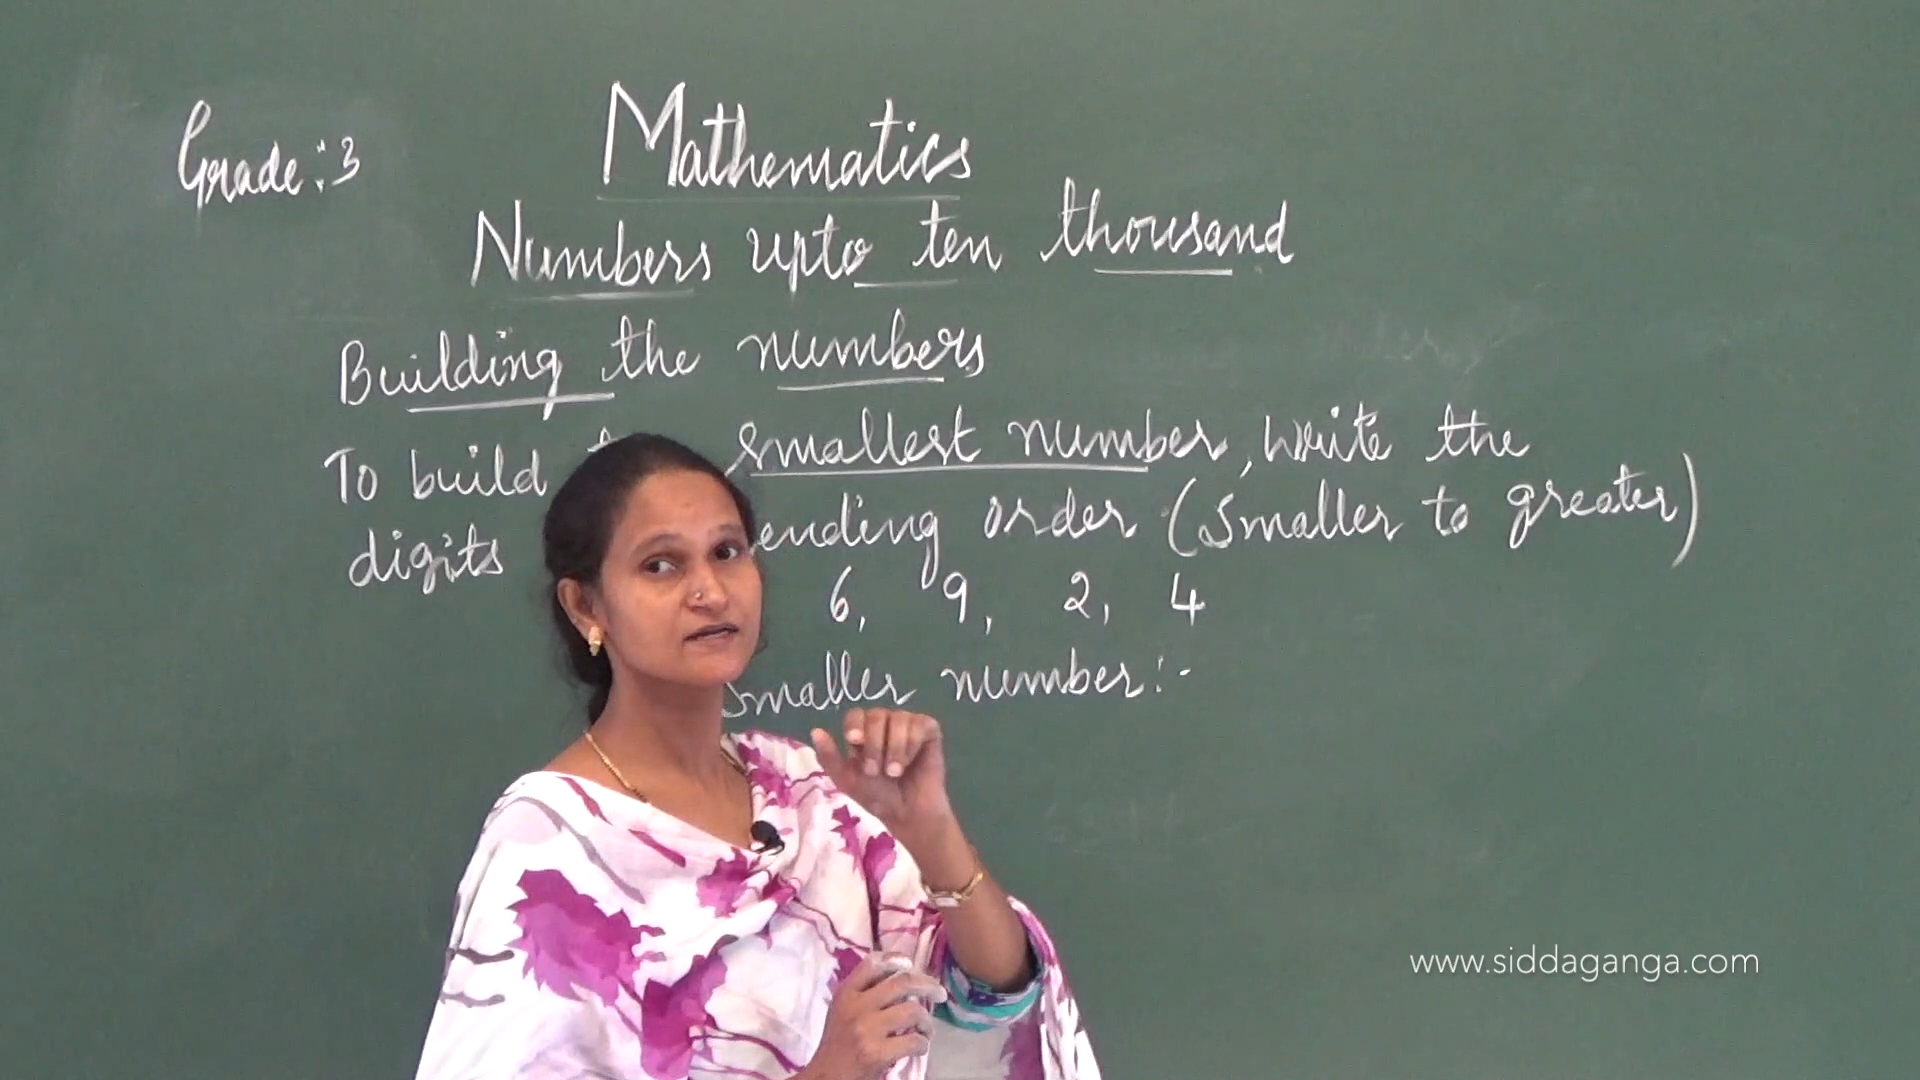 Grade: 3
Mathematics
Numbers upto ten thousand
Building the numbers
To build smallest number, write the
digits ending order (Smaller to greater)
6, 9, 2, 4
Smaller number:-
www.siddaganga.com